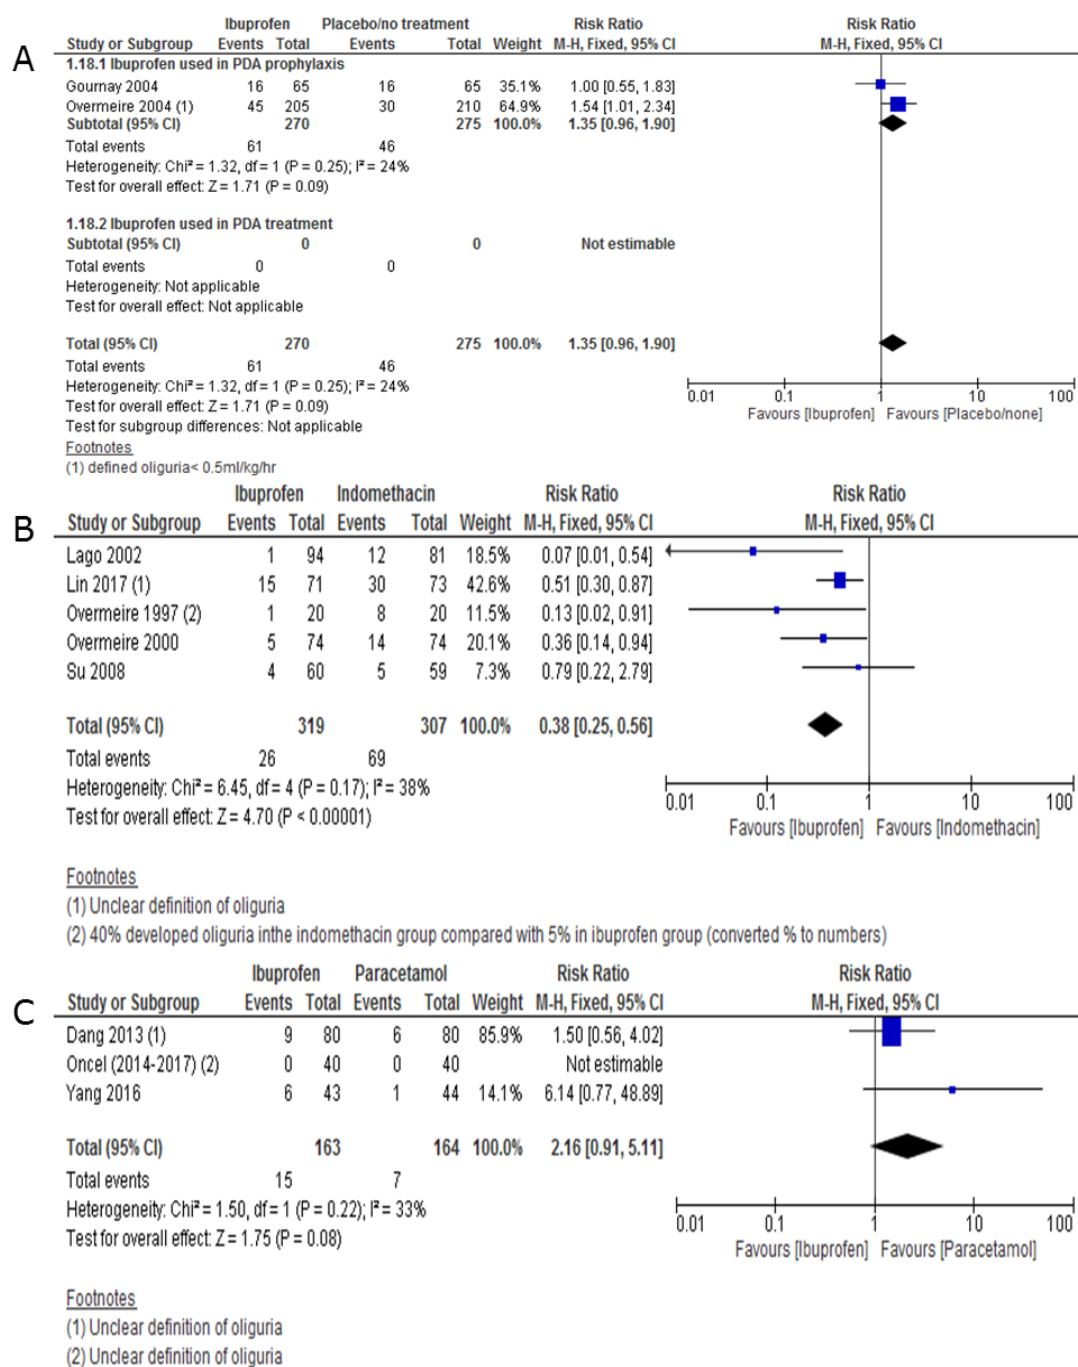 A
Ibuprofen Placebo/no treatment Risk Ratio Risk Ratio
Study or Subgroup Events Total Events Total Weight M-H, Fixed, 95% CI M-H, Fixed, 95% CI
1.18.1 Ibuprofen used in PDA prophylaxis
Gournay 2004 16 65 16 65 35.1% 1.00 [0.55, 1.83]
Overmeire 2004 (1) 45 205 30 210 64.9% 1.54 [1.01, 2.34]
Subtotal (95% CI) 270 275 100.0% 1.35 [0.96, 1.90]
Total events 61 46
Heterogeneity: Chi² = 1.32, df = 1 (P = 0.25); I² = 24%
Test for overall effect: Z = 1.71 (P = 0.09)
1.18.2 Ibuprofen used in PDA treatment
Subtotal (95% CI) 0 0 Not estimable
Total events 0 0
Heterogeneity: Not applicable
Test for overall effect: Not applicable
Total (95% CI) 270 275 100.0% 1.35 [0.96, 1.90]
Total events 61 46
Heterogeneity: Chi² = 1.32, df = 1 (P = 0.25); I² = 24%
Test for overall effect: Z = 1.71 (P = 0.09)
Test for subgroup differences: Not applicable
0.01 0.1 1 10 100
Favours [Ibuprofen] Favours [Placebo/none]
Footnotes
(1) defined oliguria< 0.5ml/kg/hr
B
Ibuprofen Indomethacin Risk Ratio Risk Ratio
Study or Subgroup Events Total Events Total Weight M-H, Fixed, 95% CI M-H, Fixed, 95% CI
Lago 2002 1 94 12 81 18.5% 0.07 [0.01, 0.54]
Lin 2017 (1) 15 71 30 73 42.6% 0.51 [0.30, 0.87]
Overmeire 1997 (2) 1 20 8 20 11.5% 0.13 [0.02, 0.91]
Overmeire 2000 5 74 14 74 20.1% 0.36 [0.14, 0.94]
Su 2008 4 60 5 59 7.3% 0.79 [0.22, 2.79]
Total (95% CI) 319 307 100.0% 0.38 [0.25, 0.56]
Total events 26 69
Heterogeneity: Chi² = 6.45, df = 4 (P = 0.17); I² = 38%
Test for overall effect: Z = 4.70 (P < 0.00001)
0.01 0.1 1 10 100
Favours [Ibuprofen] Favours [Indomethacin]
Footnotes
(1) Unclear definition of oliguria
(2) 40% developed oliguria inthe indomethacin group compared with 5% in ibuprofen group (converted % to numbers)
C
Ibuprofen Paracetamol Risk Ratio Risk Ratio
Study or Subgroup Events Total Events Total Weight M-H, Fixed, 95% CI M-H, Fixed, 95% CI
Dang 2013 (1) 9 80 6 80 85.9% 1.50 [0.56, 4.02]
Oncel (2014-2017) (2) 0 40 0 40 Not estimable
Yang 2016 6 43 1 44 14.1% 6.14 [0.77, 48.89]
Total (95% CI) 163 164 100.0% 2.16 [0.91, 5.11]
Total events 15 7
Heterogeneity: Chi² = 1.50, df = 1 (P = 0.22); I² = 33%
Test for overall effect: Z = 1.75 (P = 0.08)
0.01 0.1 1 10 100
Favours [Ibuprofen] Favours [Paracetamol]
Footnotes
(1) Unclear definition of oliguria
(2) Unclear definition of oliguria